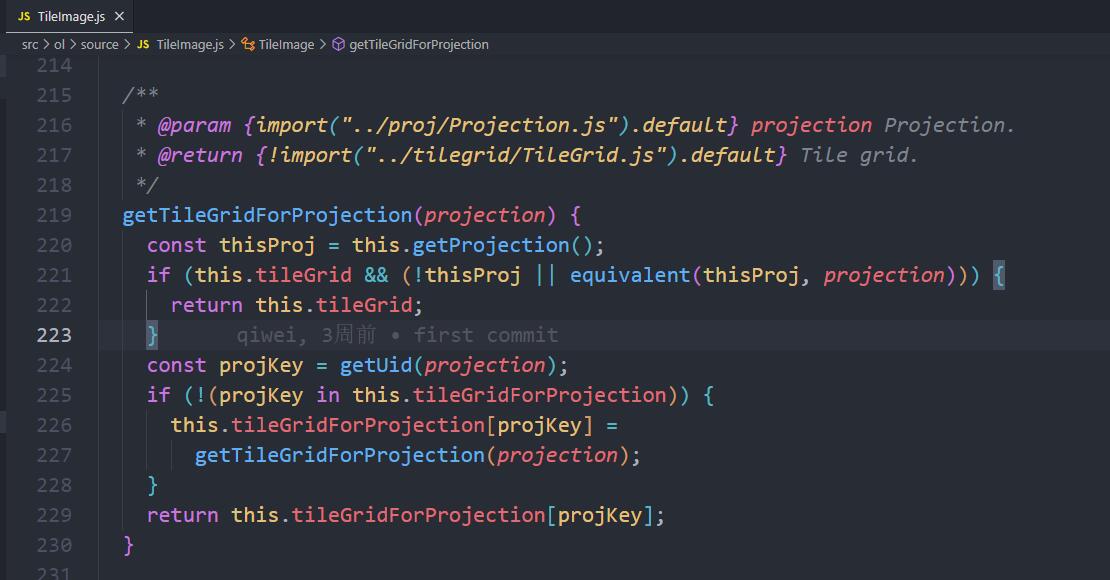 JS TileImage.js ×
src > ol > source > JS TileImage.js > TileImage > getTileGridForProjection
214
215 /**
216 * @param {import("../proj/Projection.js").default} projection Projection.
217 * @return {!import("../tilegrid/TileGrid.js").default} Tile grid.
218 */
219 getTileGridForProjection(projection) {
220 const thisProj = this.getProjection();
221 if (this.tileGrid && (!thisProj || equivalent(thisProj, projection))) {
222 return this.tileGrid;
223 } qiwei, 3周前 • first commit
224 const projKey = getUid(projection);
225 if (!(projKey in this.tileGridForProjection)) {
226 this.tileGridForProjection[projKey] =
227 getTileGridForProjection(projection);
228 }
229 return this.tileGridForProjection[projKey];
230 }
231